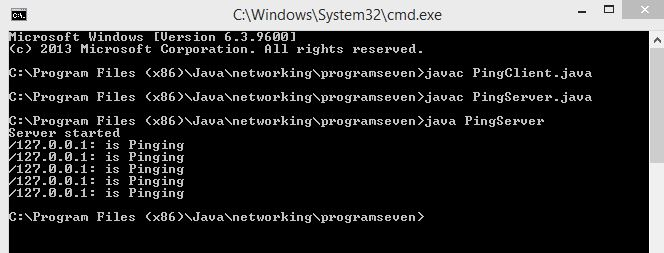 C:\Windows\System32\cmd.exe
Microsoft Windows [Version 6.3.9600]
(c) 2013 Microsoft Corporation. All rights reserved.
C:\Program Files (x86)\Java\networking\programseven>javac PingClient.java
C:\Program Files (x86)\Java\networking\programseven>javac PingServer.java
C:\Program Files (x86)\Java\networking\programseven>java PingServer
Server started
/127.0.0.1: is Pinging
/127.0.0.1: is Pinging
/127.0.0.1: is Pinging
/127.0.0.1: is Pinging
/127.0.0.1: is Pinging
C:\Program Files (x86)\Java\networking\programseven>